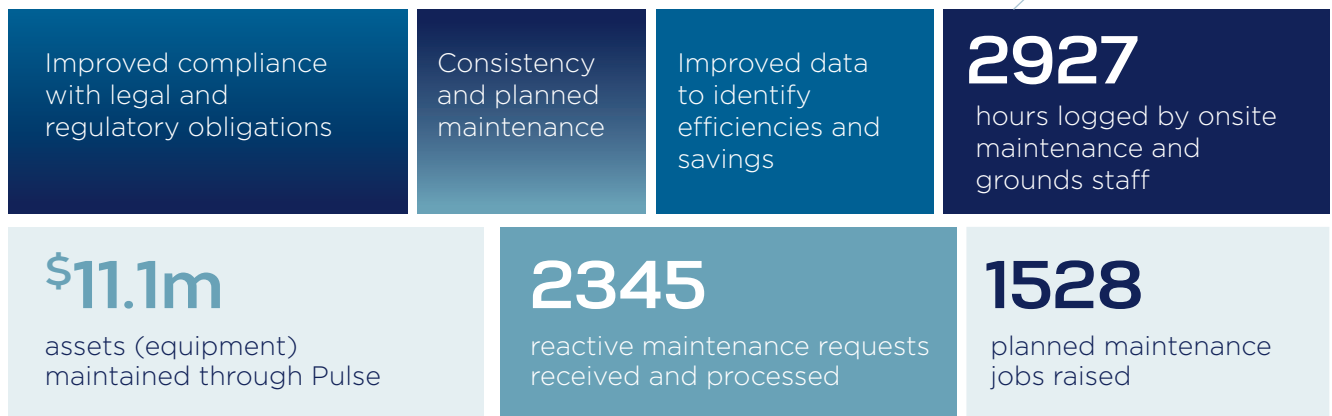 Improved compliance
with legal and
regulatory obligations
Consistency
and planned
maintenance
Improved data
to identify
efficiencies and
savings
2927
hours logged by onsite
maintenance and
grounds staff
$11.1m
assets (equipment)
maintained through Pulse
2345
reactive maintenance requests
received and processed
1528
planned maintenance
jobs raised